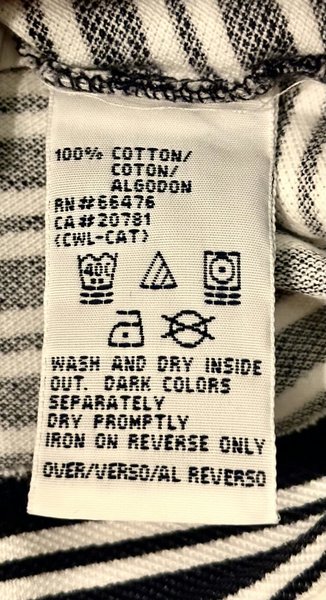 100% COTTON/
COTON/
ALGODON
RN#66476
CA#20781
(CWL-CAT)
40C
WASH AND DRY INSIDE
OUT. DARK COLORS
SEPARATELY
DRY PROMPTLY
IRON ON REVERSE ONLY
OVER/VERSO/AL REVERSO